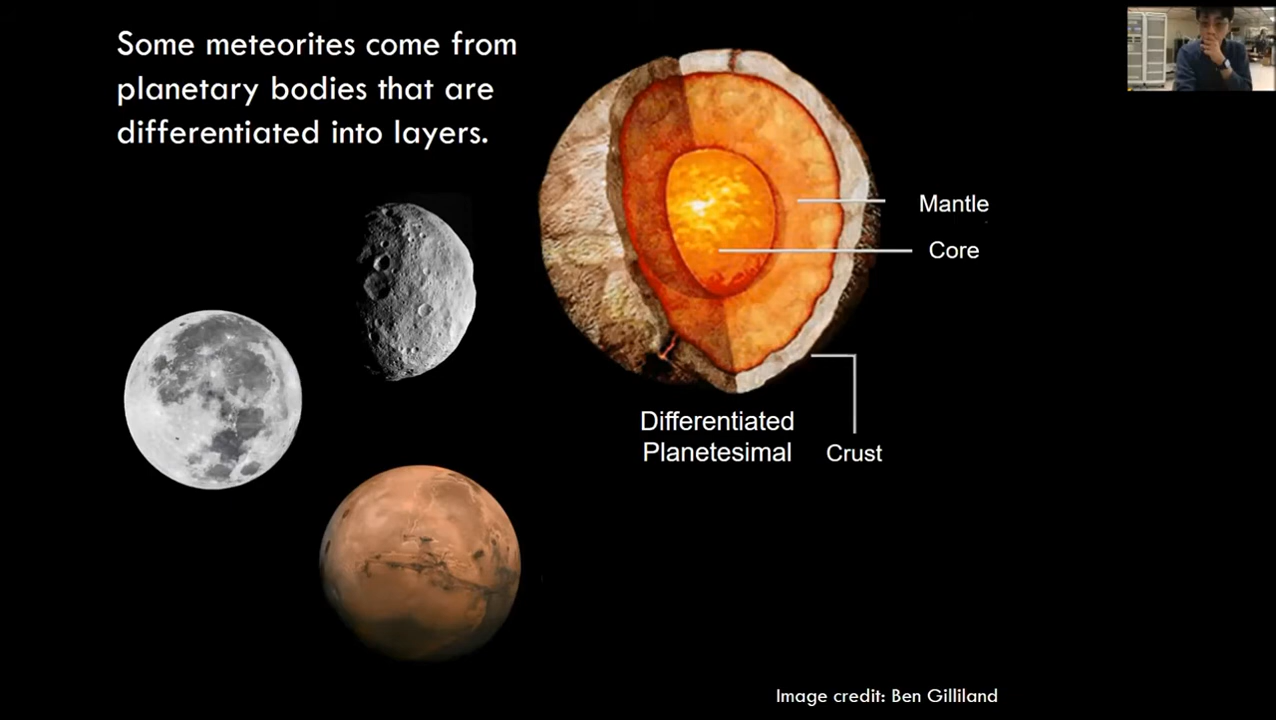 Some meteorites come from
planetary bodies that are
differentiated into layers.
Mantle
Core
Differentiated
Planetesimal
Crust
Image credit: Ben Gilliland